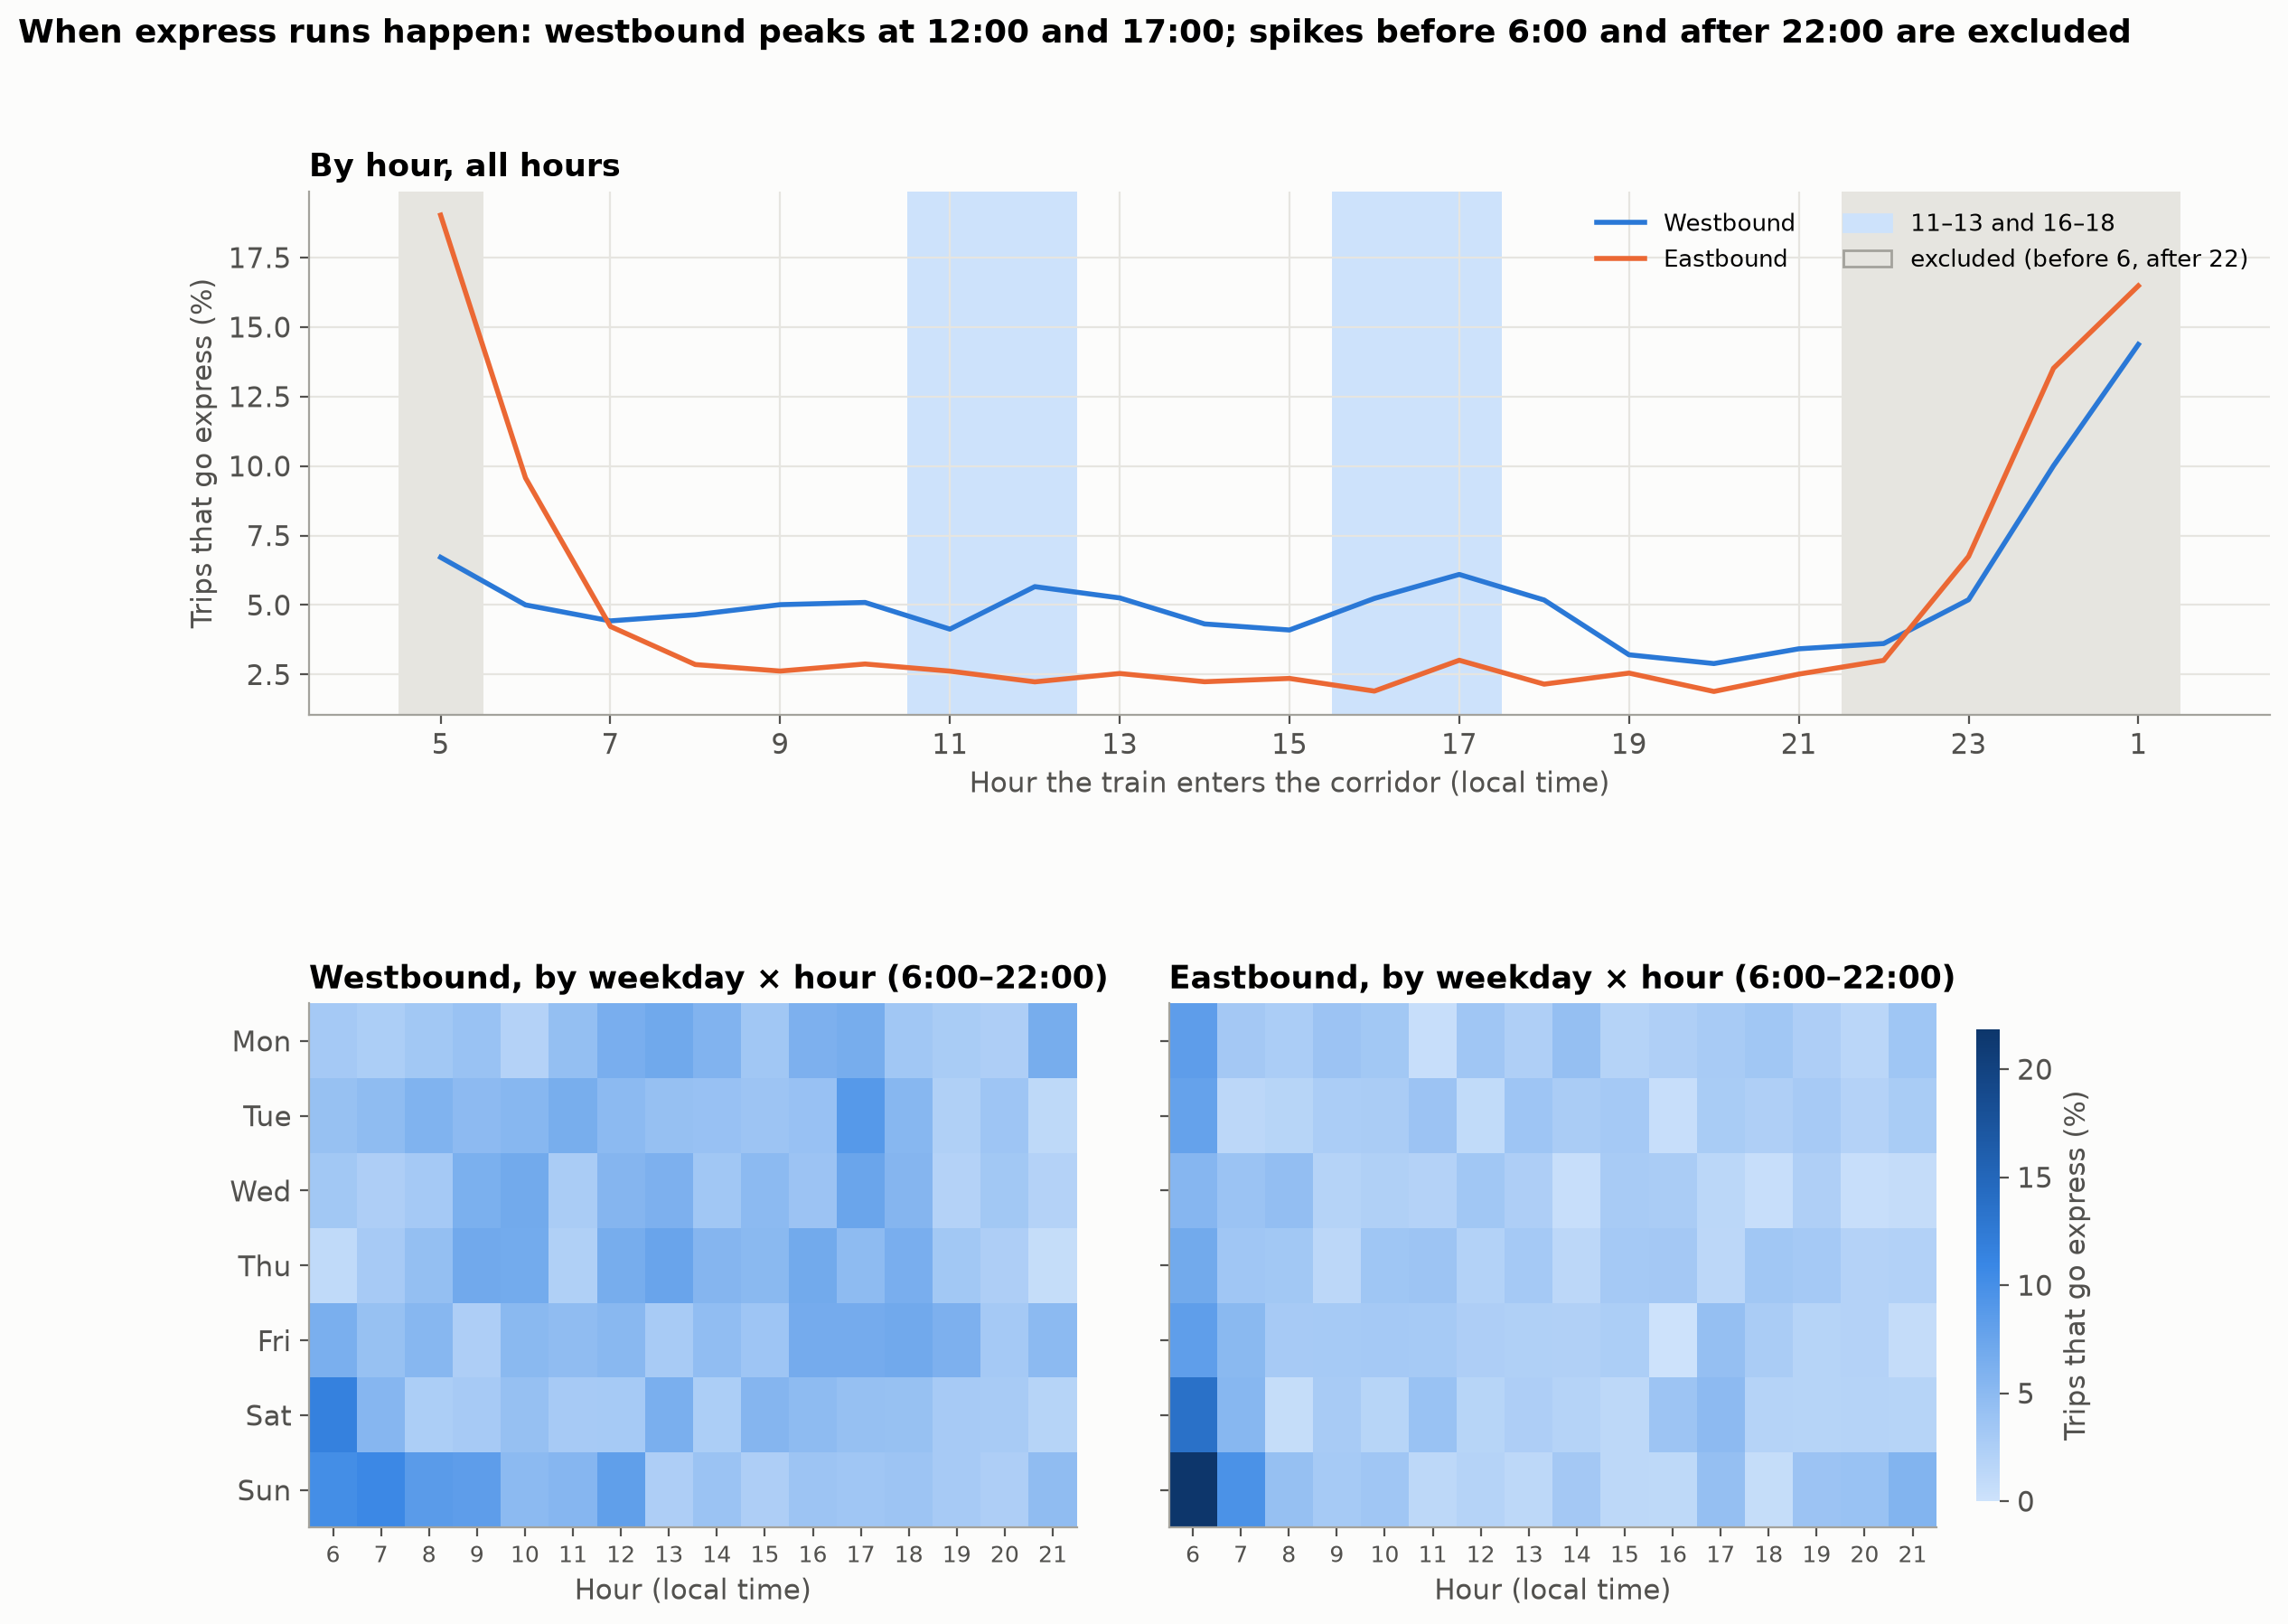 When express runs happen: westbound peaks at 12:00 and 17:00; spikes before 6:00 and after 22:00 are excluded
By hour, all hours
Westbound
Eastbound
11–13 and 16–18
excluded (before 6, after 22)
Trips that go express (%)
17.5
15.0
12.5
10.0
7.5
5.0
2.5
5 7 9 11 13 15 17 19 21 23 1
Hour the train enters the corridor (local time)
Westbound, by weekday × hour (6:00–22:00)
Mon
Tue
Wed
Thu
Fri
Sat
Sun
6 7 8 9 10 11 12 13 14 15 16 17 18 19 20 21
Hour (local time)
Eastbound, by weekday × hour (6:00–22:00)
6 7 8 9 10 11 12 13 14 15 16 17 18 19 20 21
Hour (local time)
20
15
10
5
0
Trips that go express (%)